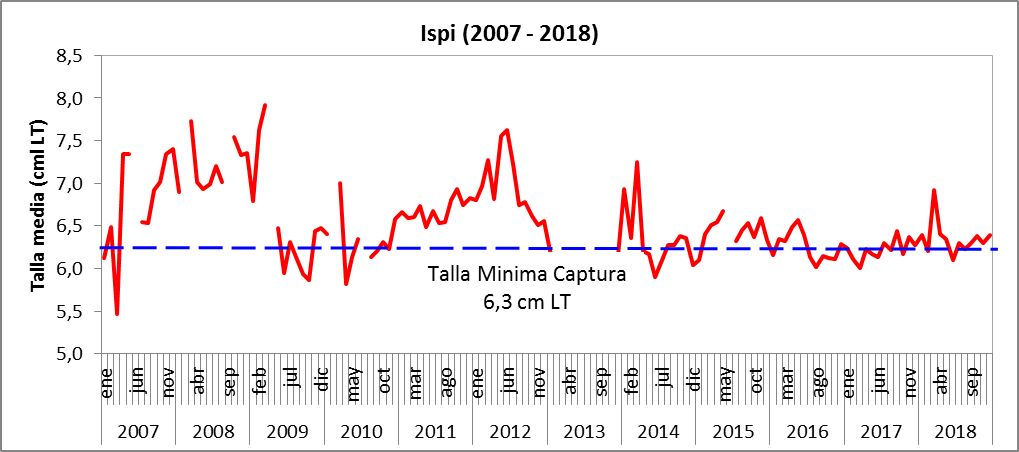 Ispi (2007 - 2018)
Talla media (cml LT)
8,5
8,0
7,5
7,0
6,5
6,0
5,5
5,0
Talla Minima Captura
6,3 cm LT
ene jun nov abr sep feb jul dic may oct mar ago ene jun nov abr sep feb jul dic may oct mar ago ene jun nov abr sep
2007 2008 2009 2010 2011 2012 2013 2014 2015 2016 2017 2018